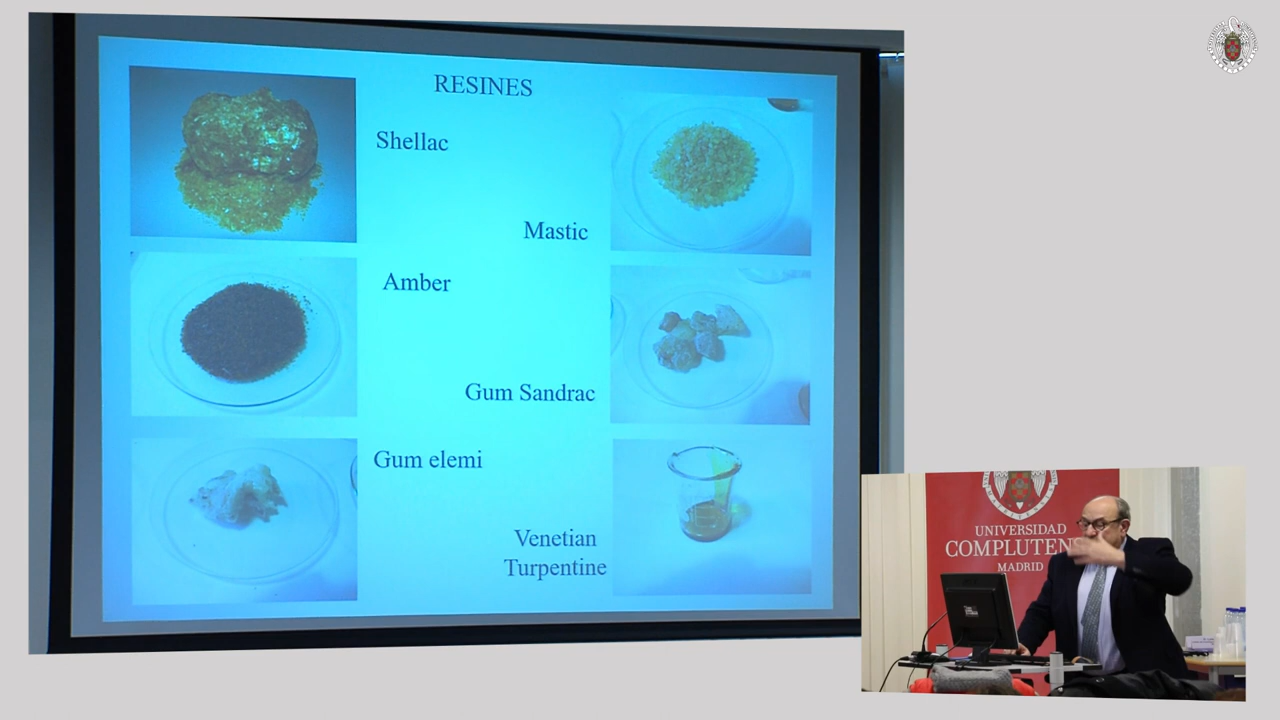 RESINES
Shellac
Mastic
Amber
Gum Sandrac
Gum elemi
Venetian
Turpentine
UNIVERSIDAD
COMPLUTEN
MADRID